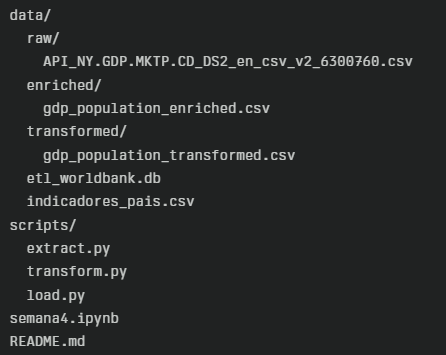 data/
  raw/
    API_NY.GDP.MKTP.CD_DS2_en_csv_v2_6300760.csv
  enriched/
    gdp_population_enriched.csv
  transformed/
    gdp_population_transformed.csv
  etl_worldbank.db
  indicadores_pais.csv
scripts/
  extract.py
  transform.py
  load.py
semana4.ipynb
README.md